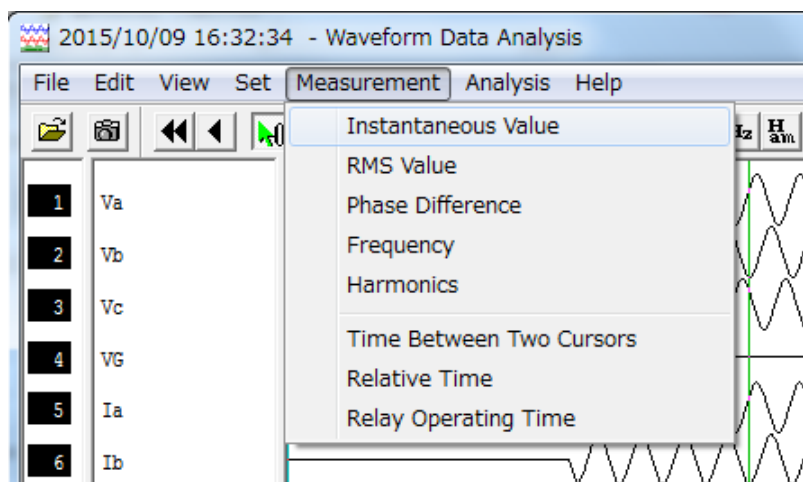 2015/10/09 16:32:34 - Waveform Data Analysis
File Edit View Set Measurement Analysis Help
Instantaneous Value
Hz H am
RMS Value
1 Va
Phase Difference
2 Vb
Frequency
Harmonics
3 Vc
Time Between Two Cursors
4 VG
Relative Time
5 Ia
Relay Operating Time
6 Ib